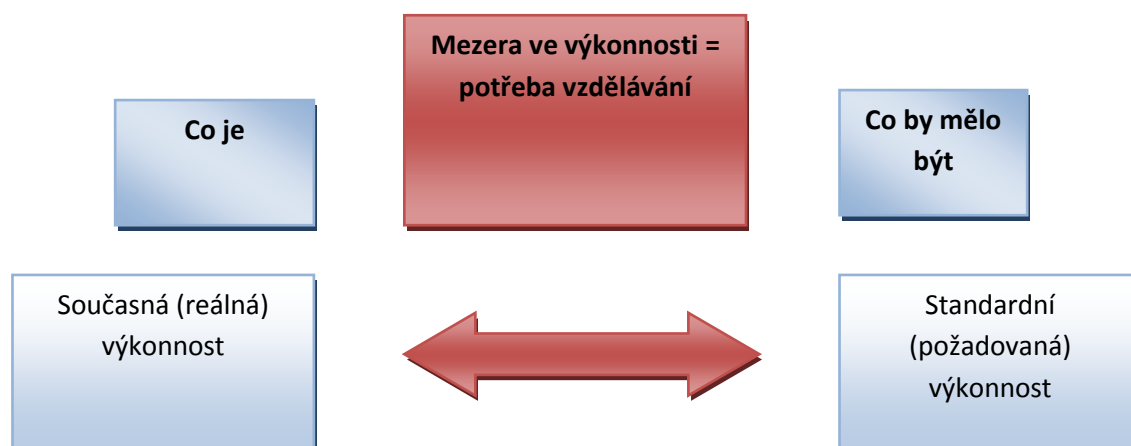 Mezera ve výkonnosti =
potřeba vzdělávání
Co je
Co by mělo
být
Současná (reálná)
výkonnost
Standardní
(požadovaná)
výkonnost